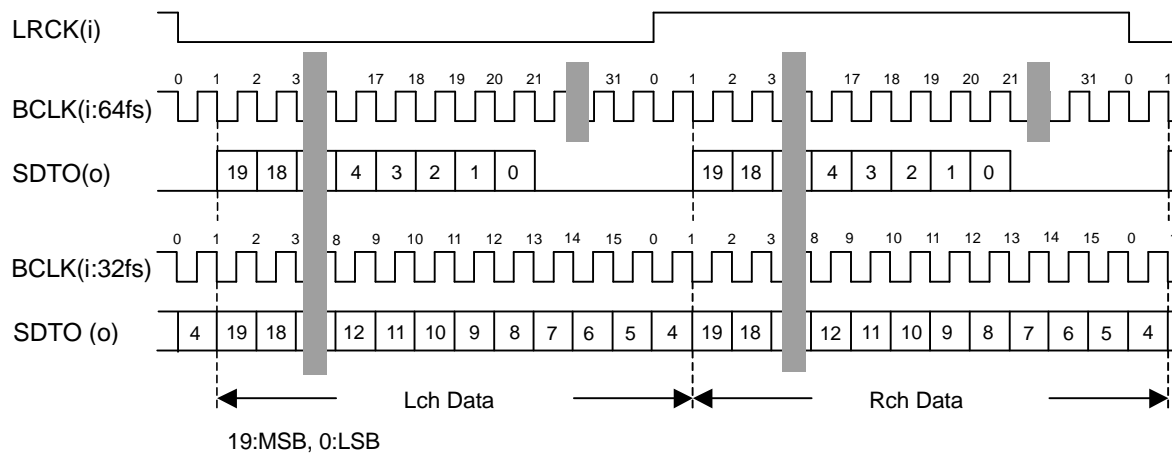 LRCK(i)
0 1 2 3 17 18 19 20 21 31 0 1 2 3 17 18 19 20 21 31 0 1
BCLK(i:64fs)
SDTO(o) 19 18 4 3 2 1 0 19 18 4 3 2 1 0
0 1 2 3 8 9 10 11 12 13 14 15 0 1 2 3 8 9 10 11 12 13 14 15 0 1
BCLK(i:32fs)
SDTO (o) 4 19 18 12 11 10 9 8 7 6 5 4 19 18 12 11 10 9 8 7 6 5 4
Lch Data Rch Data
19:MSB, 0:LSB